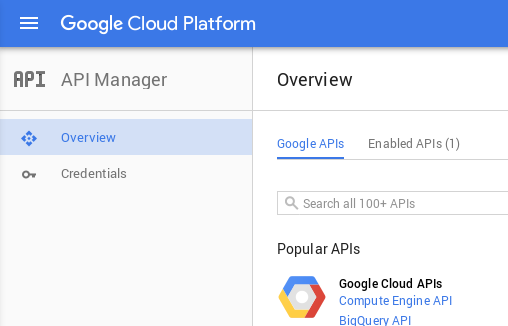 Google Cloud Platform
API API Manager
Overview
Overview
Credentials
Google APIs Enabled APIs (1)
Search all 100+ APIs
Popular APIs
Google Cloud APIs
Compute Engine API
BigQuery API